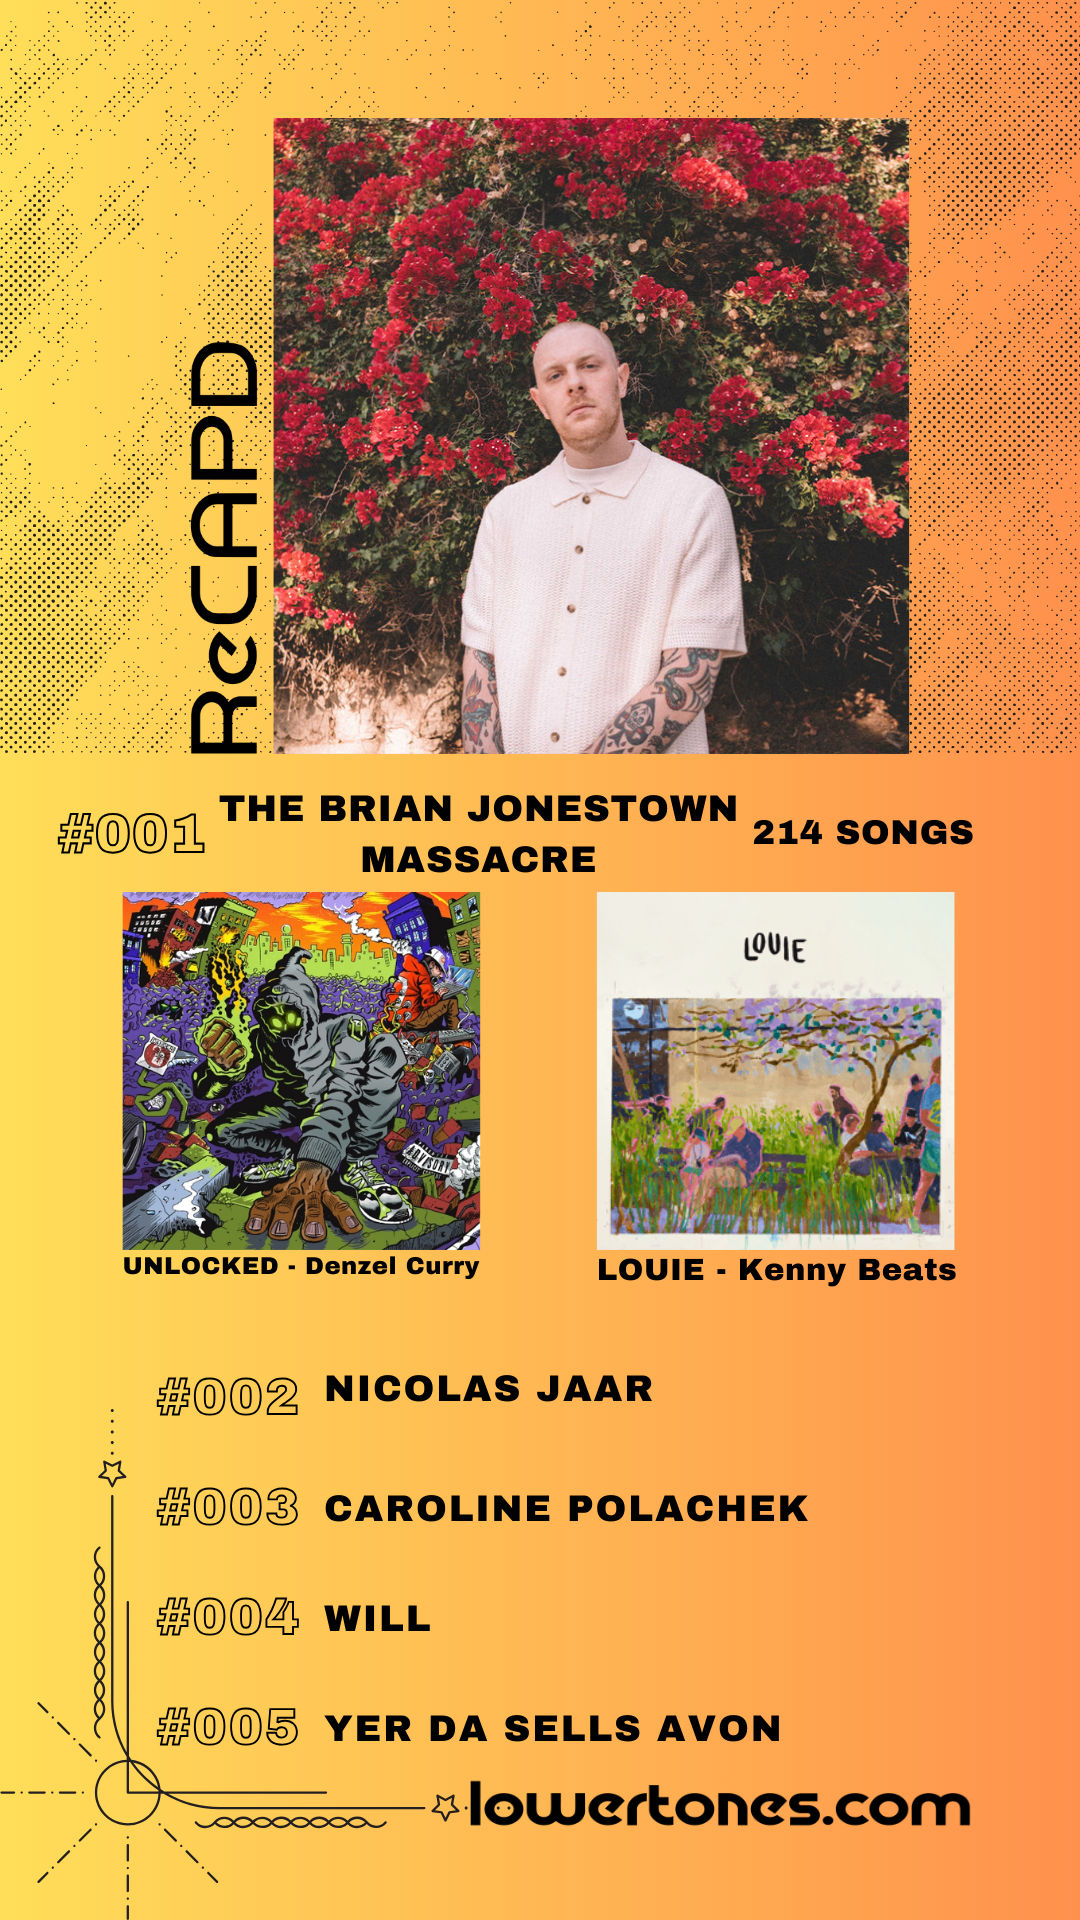 ReCAPD
#001
THE BRIAN JONESTOWN
MASSACRE
214 SONGS
LOUIE
ADVISORY
UNLOCKED - Denzel Curry
LOUIE - Kenny Beats
#002 NICOLAS JAAR
#003 CAROLINE POLACHEK
#004 WILL
#005 YER DA SELLS AVON
lowertones.com